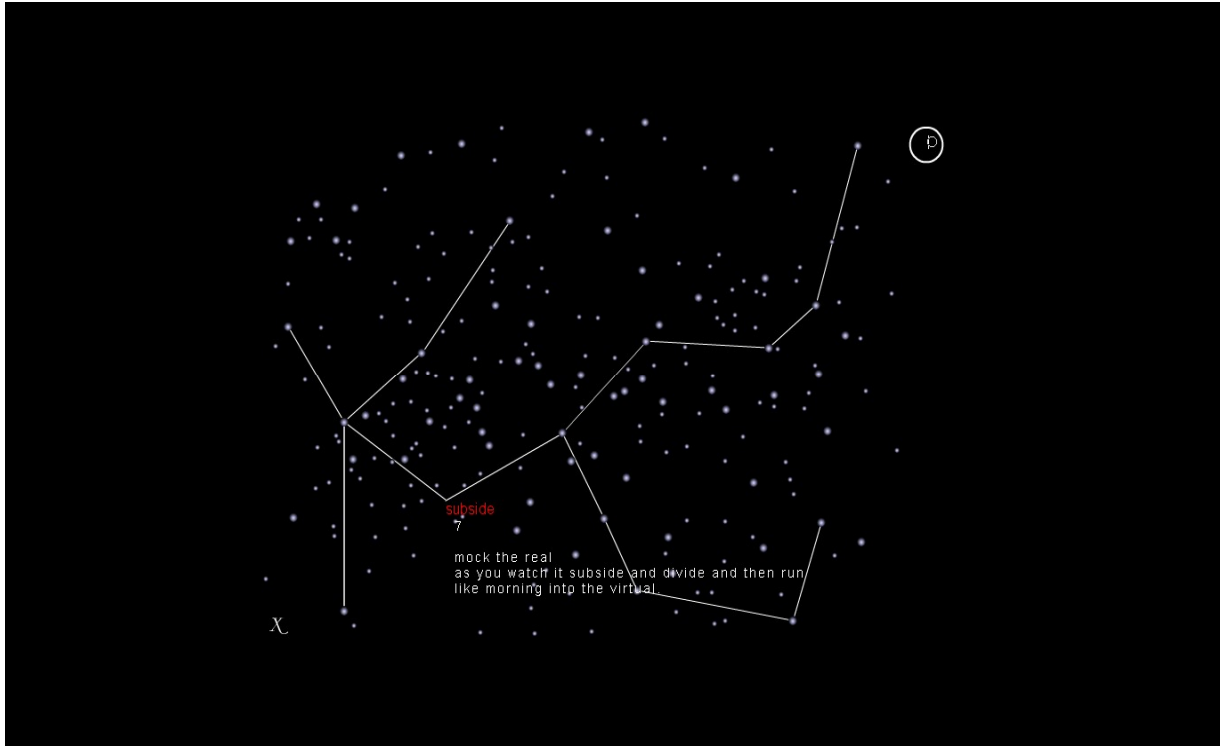 subside
7
mock the real
as you watch it subside and divide and then run
like morning into the virtual.